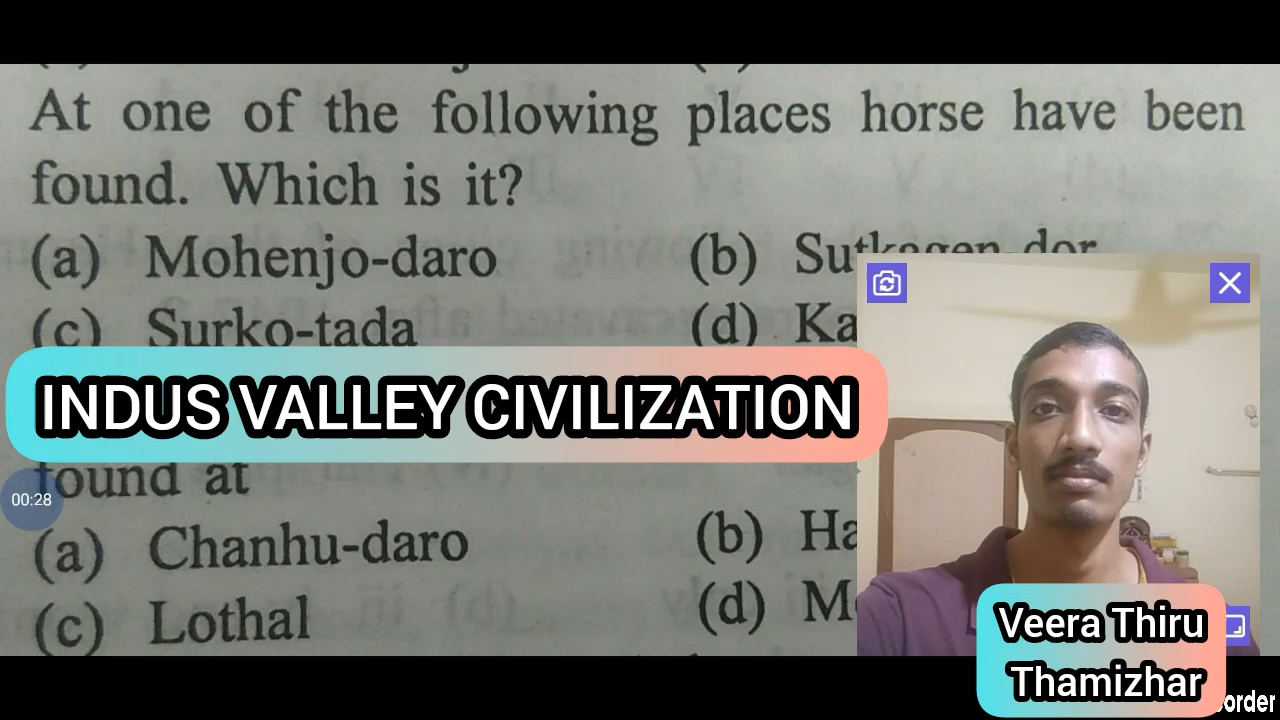 At one of the following places horse have been
found. Which is it?
(a) Mohenjo-daro (b) Sutkagen-dor
(c) Surko-tada (d) Ka
INDUS VALLEY CIVILIZATION
found at
00:28
(a) Chanhu-daro (b) Ha
(c) Lothal (d) M
Veera Thiru
Thamizhar